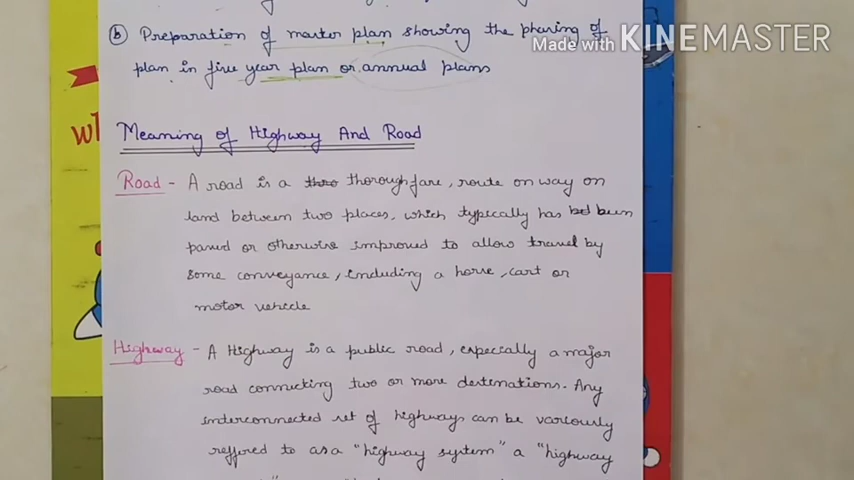 (b) Preparation of master plan showing the phasing of
Made with KINEMASTER
plan in five year plan or annual plans
wh
Meaning of Highway And Road
Road - A road is a thro thoroughfare, route or way on
land between two places, which typically has bd been
paved or otherwise improved to allow travel by
some conveyance, including a horse, cart or
motor vehicle
Highway - A Highway is a public road, especially a major
road connecting two or more destinations. Any
interconnected set of highways can be variously
reffered to as a "highway system" a "highway